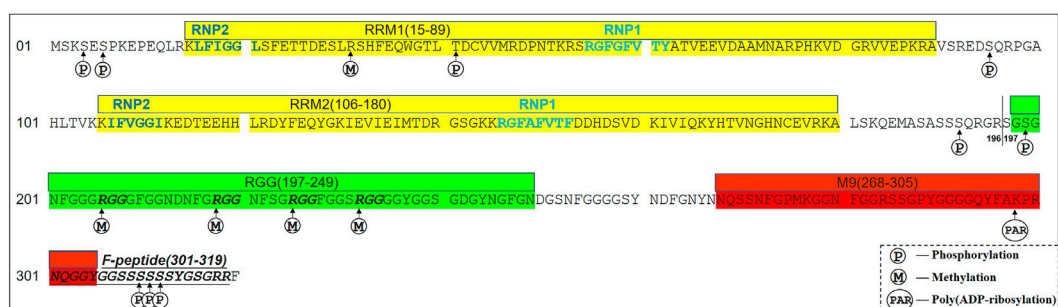 RNP2 RRM1(15-89) RNP1
01 MSKSESPKEPEQLRKLFIGG LSFETTDESLRSHFEQWGTL TDCVVMRDPNTKRSRGFGFV TYATVEEVDAAMNARPHKVD GRVVEPKRAVSREDSQRPGA
P P M P P
RNP2 RRM2(106-180) RNP1
101 HLTVKKIFVGGIKEDTEEHH LRDYFEQYGKIEVIEIMTDR GSGKKRGFAFVTFDDHDSVD KIVIQKYHTVNGHNCEVRKA LSKQEMASASSSQRGRSGSG
196 197
P P
RGG(197-249) M9(268-305)
201 NFGGGRGGGFGGNDNFGRGG NFSGRGGFGGSRGGGGYGGS GDGYNGFGNDGSNFGGGGSY NDFGNYNNQSSNFGPMKGGN FGGRSSGPYGGGGQYFAKPR
M M M M PAR
F-peptide(301-319)
301 NQGGYGGSSSSSSYGSGRRF
P P P
P — Phosphorylation
M — Methylation
PAR — Poly(ADP-ribosylation)